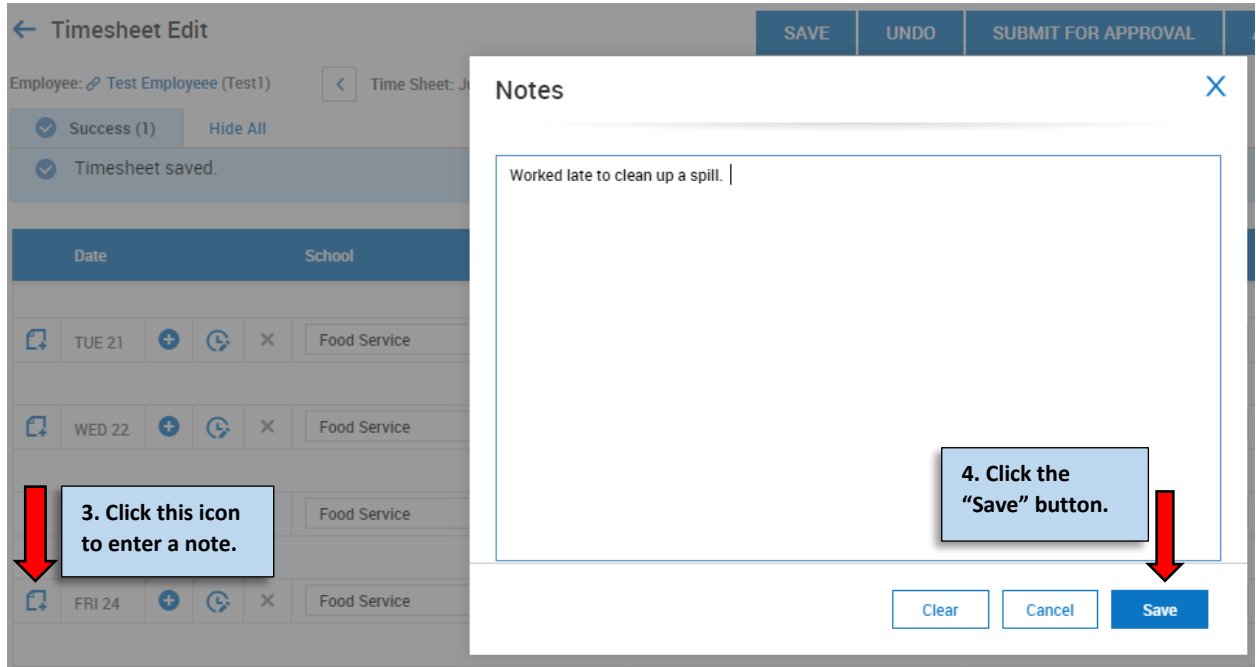 Timesheet Edit
SAVE
UNDO
SUBMIT FOR APPROVAL
Employee: Test Employeee (Test1)
Time Sheet:
Success (1)
Hide All
Timesheet saved.
Date
School
TUE 21
Food Service
WED 22
Food Service
Food Service
FRI 24
Food Service
Notes
X
Worked late to clean up a spill.
3. Click this icon
to enter a note.
4. Click the
“Save” button.
Clear
Cancel
Save